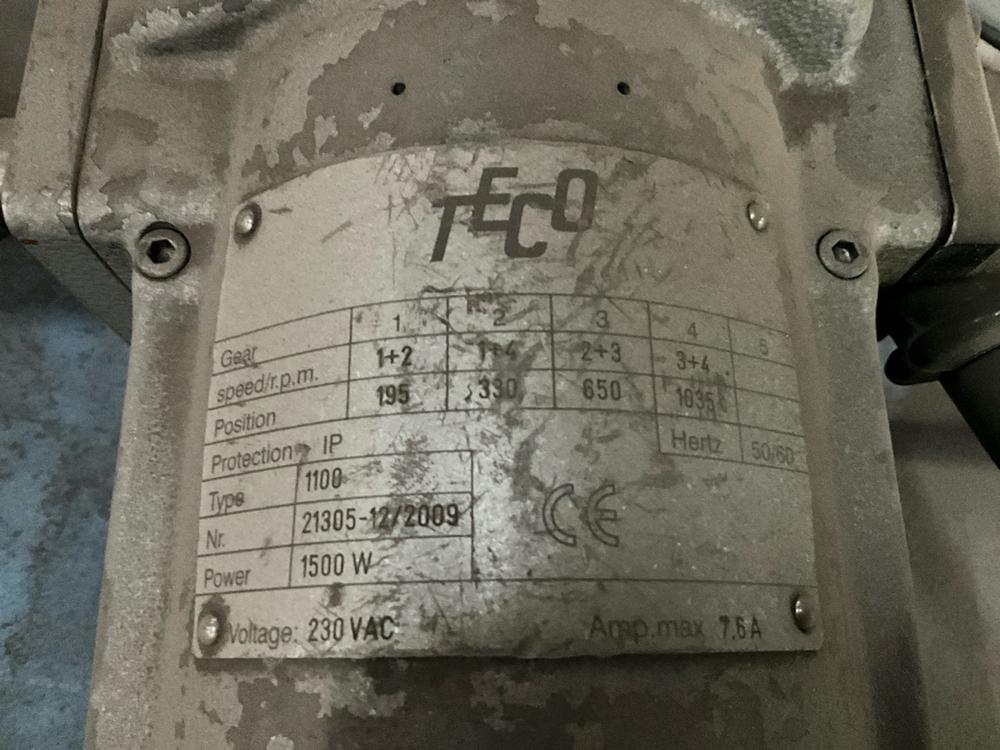 TECO
Gear 1 2 3 4 5
speed/r.p.m. 1+2 1+4 2+3 3+4
Position 195 330 650 1035
Protection IP Hertz 50/60
Type 1100
Nr. 21305-12/2009
Power 1500 W
CE
Voltage: 230 VAC Amp.max 7.6 A